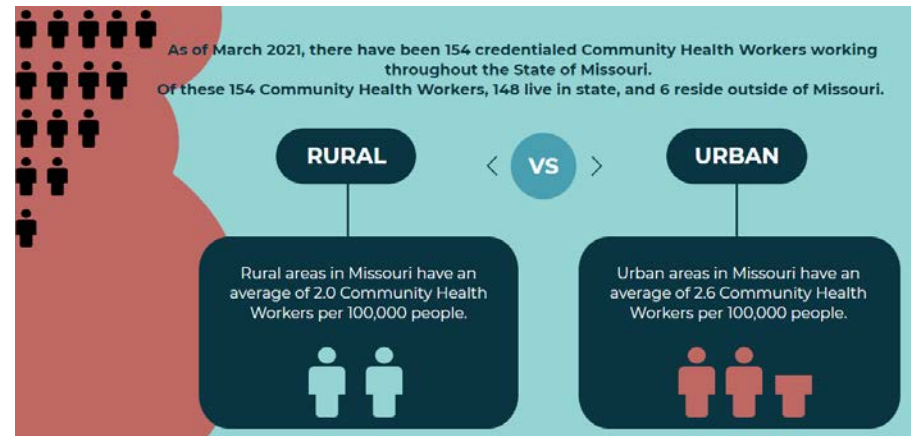 As of March 2021, there have been 154 credentialed Community Health Workers working
throughout the State of Missouri.
Of these 154 Community Health Workers, 148 live in state, and 6 reside outside of Missouri.
RURAL
VS
URBAN
Rural areas in Missouri have an
average of 2.0 Community Health
Workers per 100,000 people.
Urban areas in Missouri have an
average of 2.6 Community Health
Workers per 100,000 people.